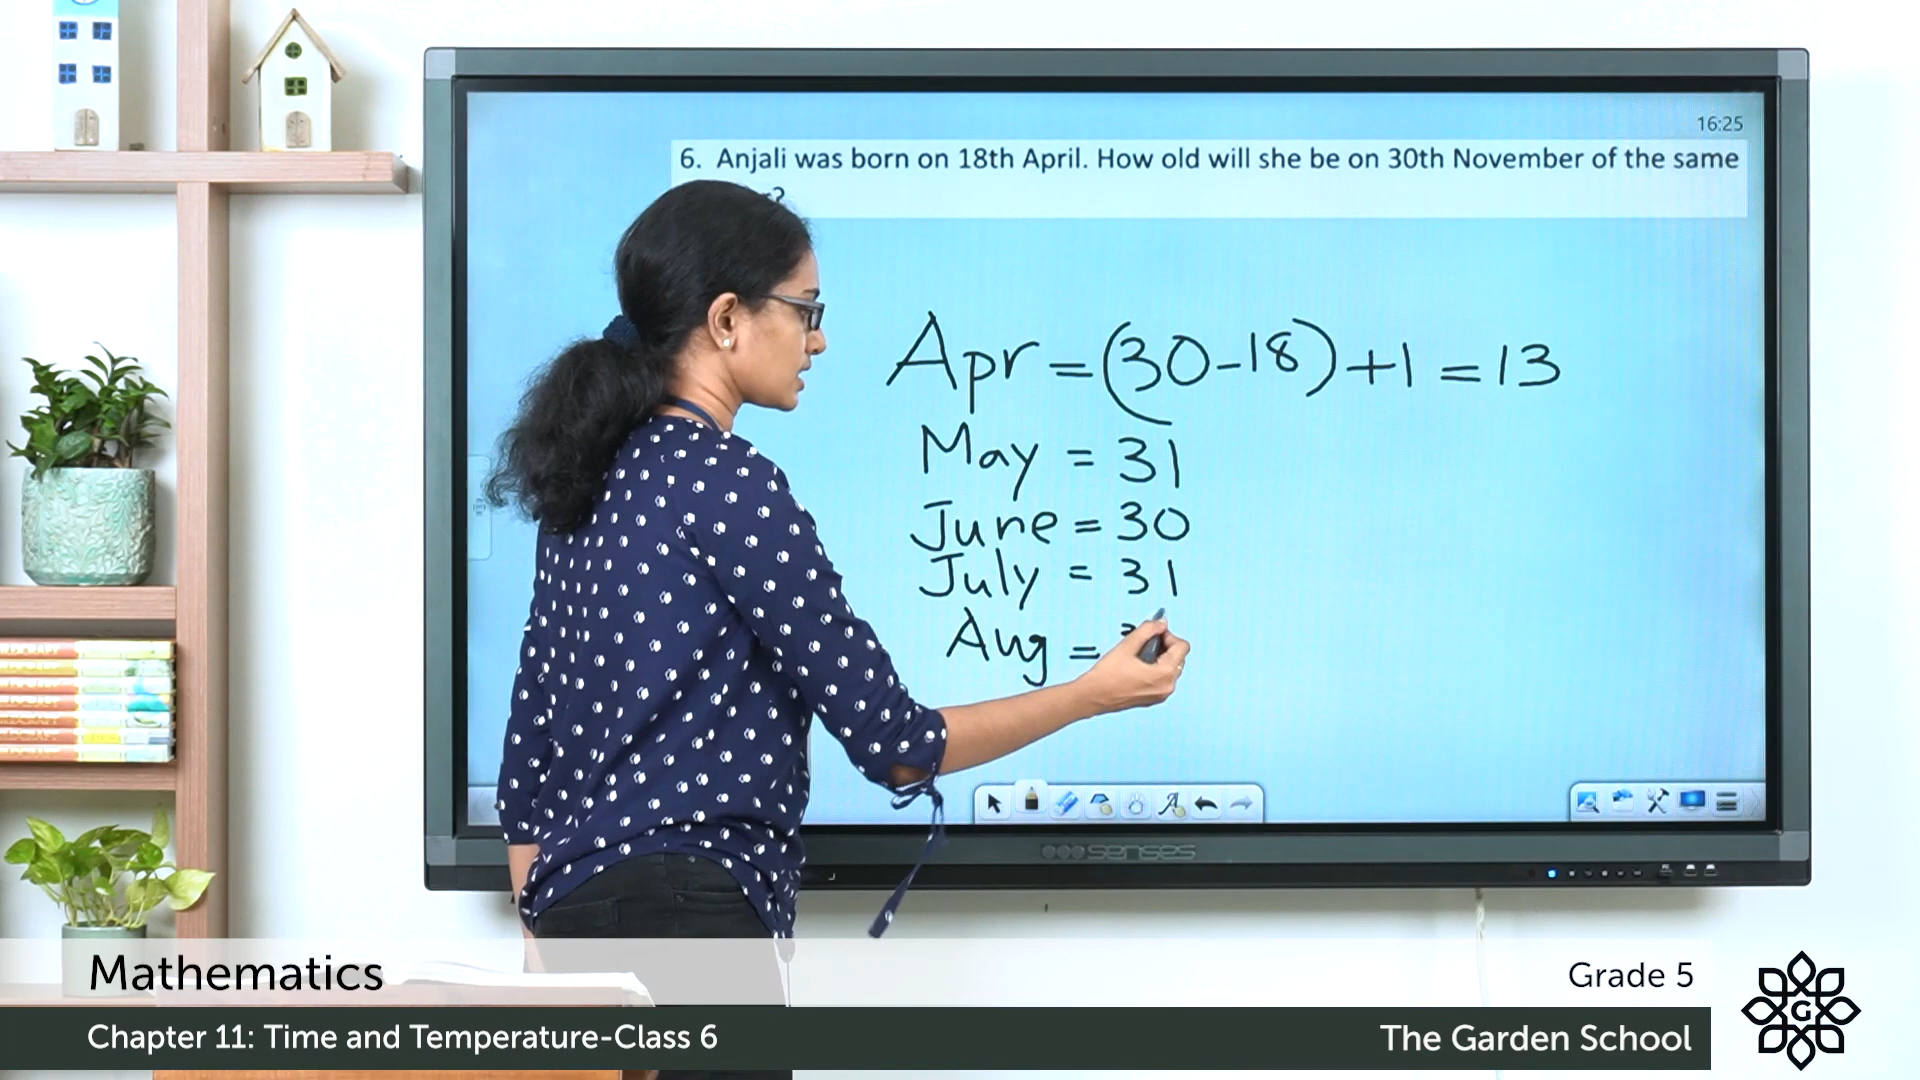 16:25
6. Anjali was born on 18th April. How old will she be on 30th November of the same
?
Apr = (30-18) +1 = 13
May = 31
June = 30
July = 31
Aug =
senses
Mathematics
Grade 5
Chapter 11: Time and Temperature-Class 6
The Garden School
G